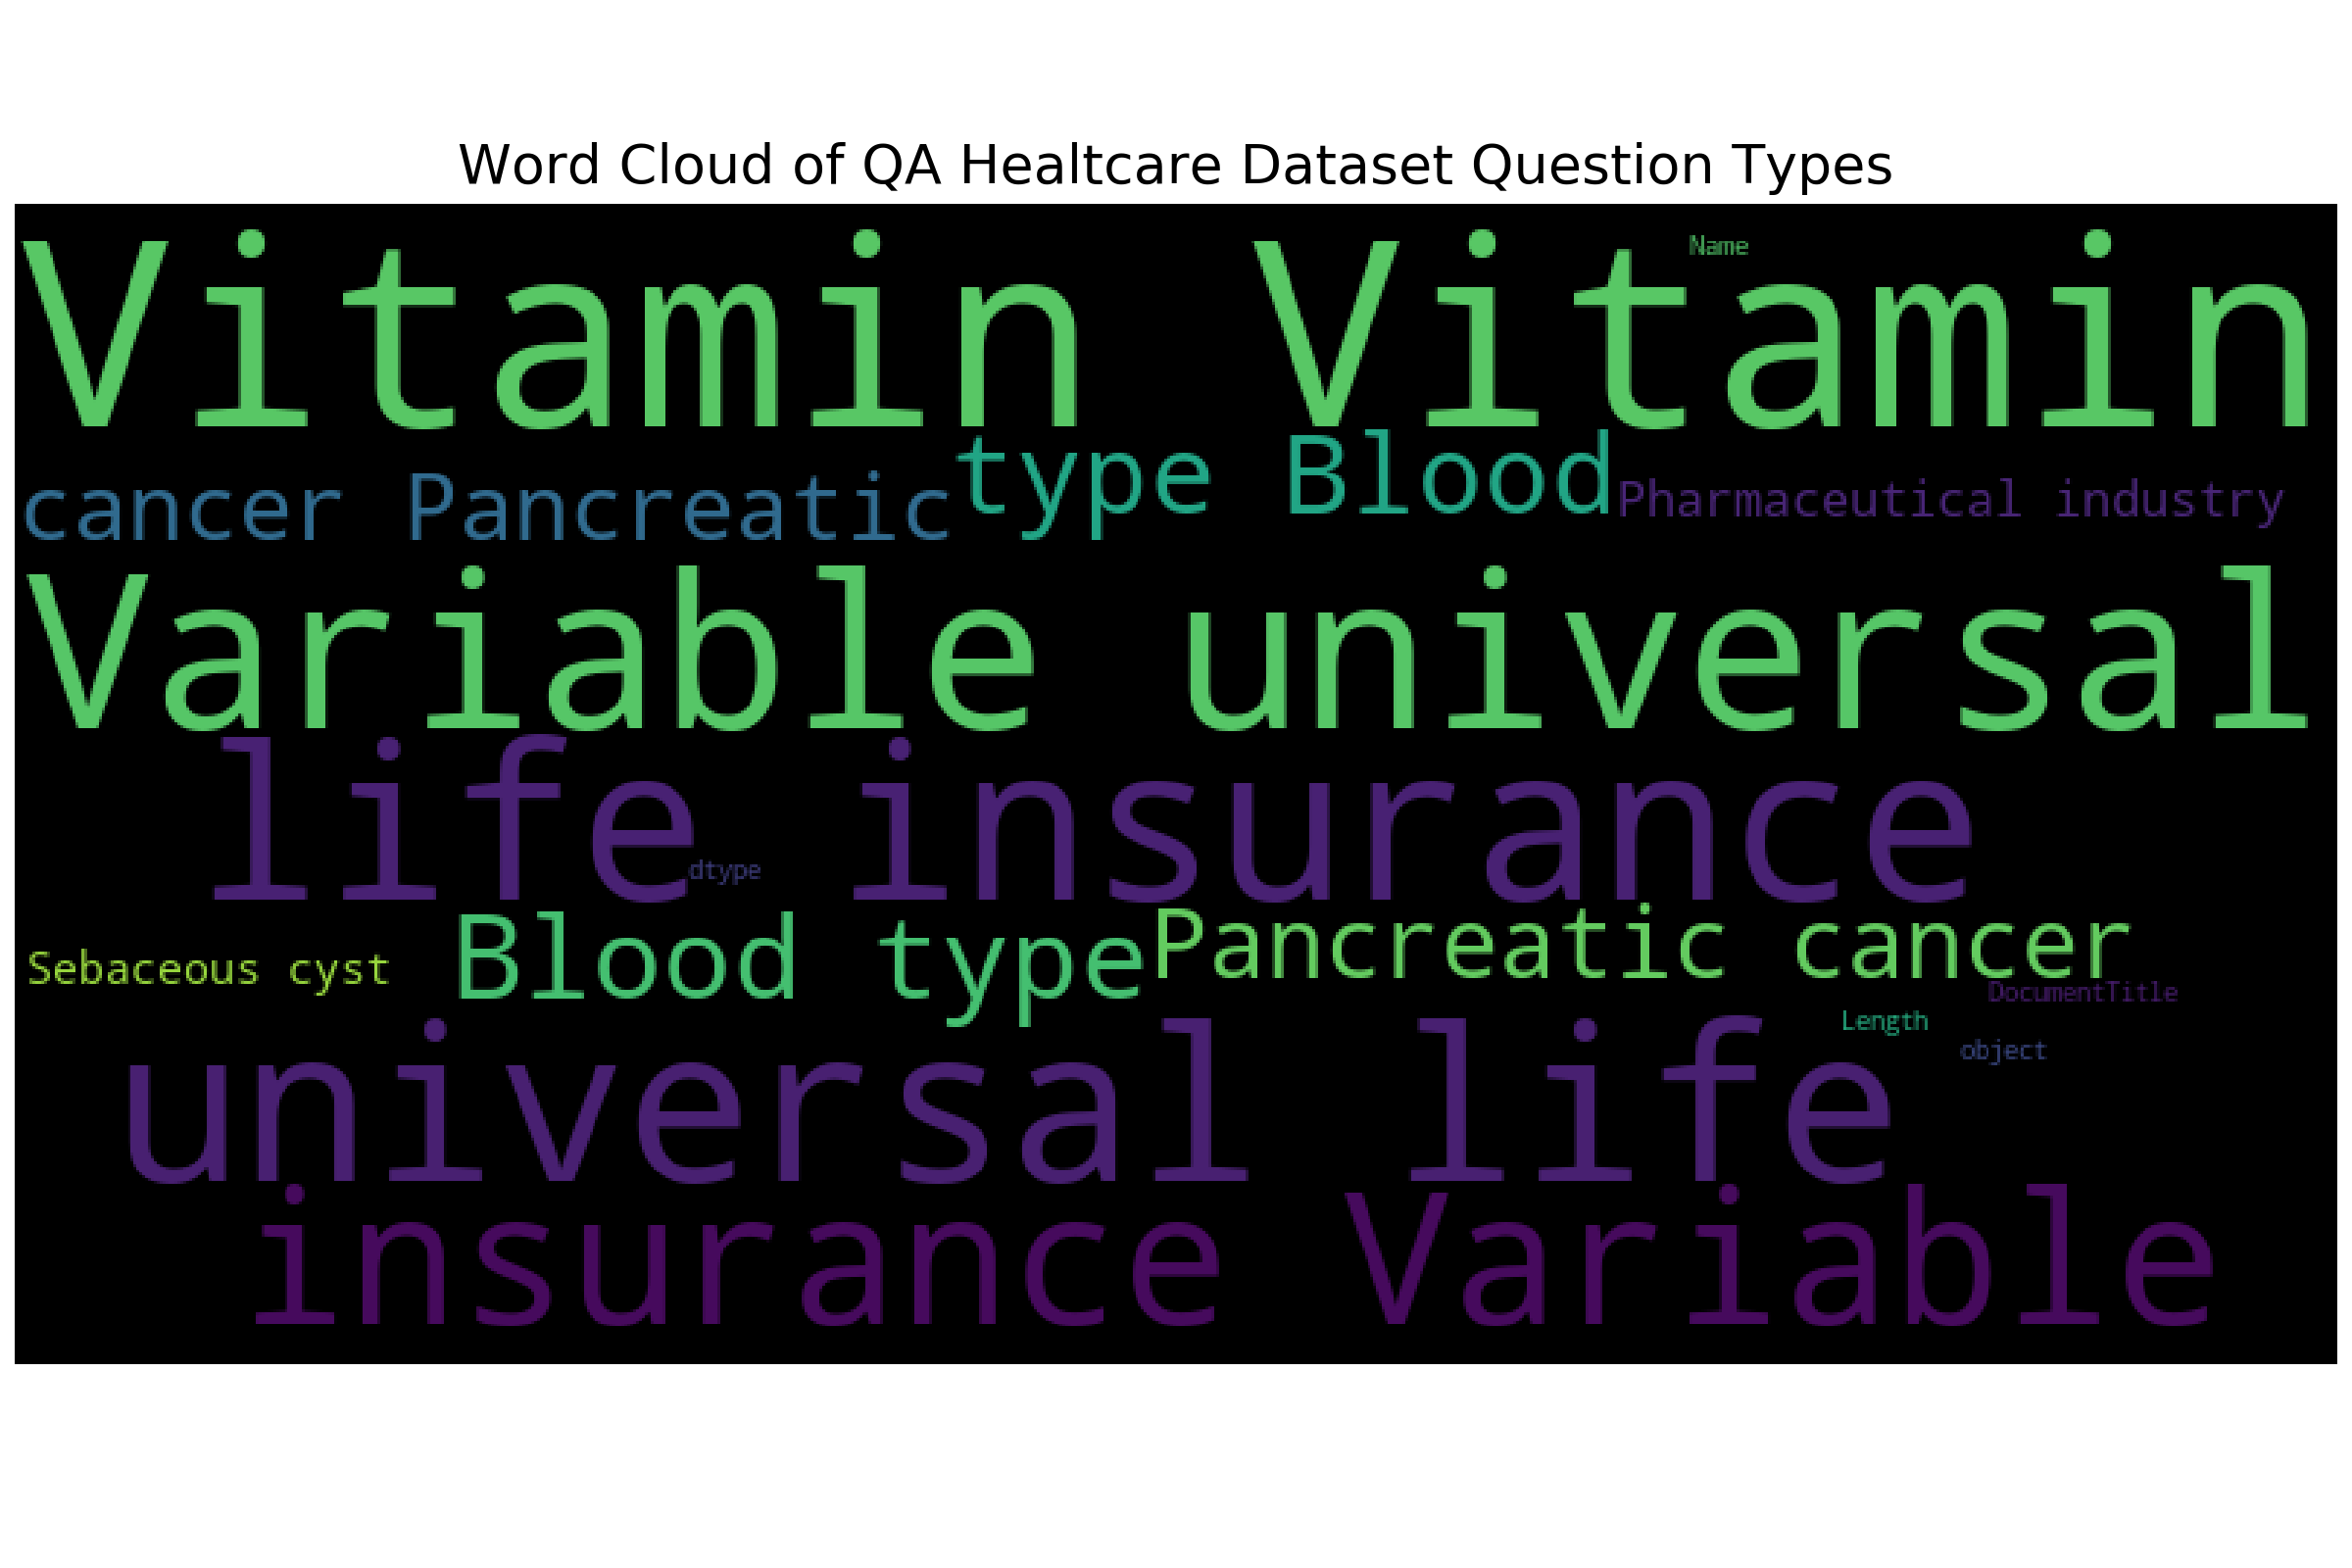 Word Cloud of QA Healtcare Dataset Question Types
Vitamin Vitamin
Name
type Blood
cancer Pancreatic
Pharmaceutical industry
Variable universal
life insurance
dtype
Blood type
Pancreatic cancer
Sebaceous cyst
DocumentTitle
Length
object
universal life
insurance Variable